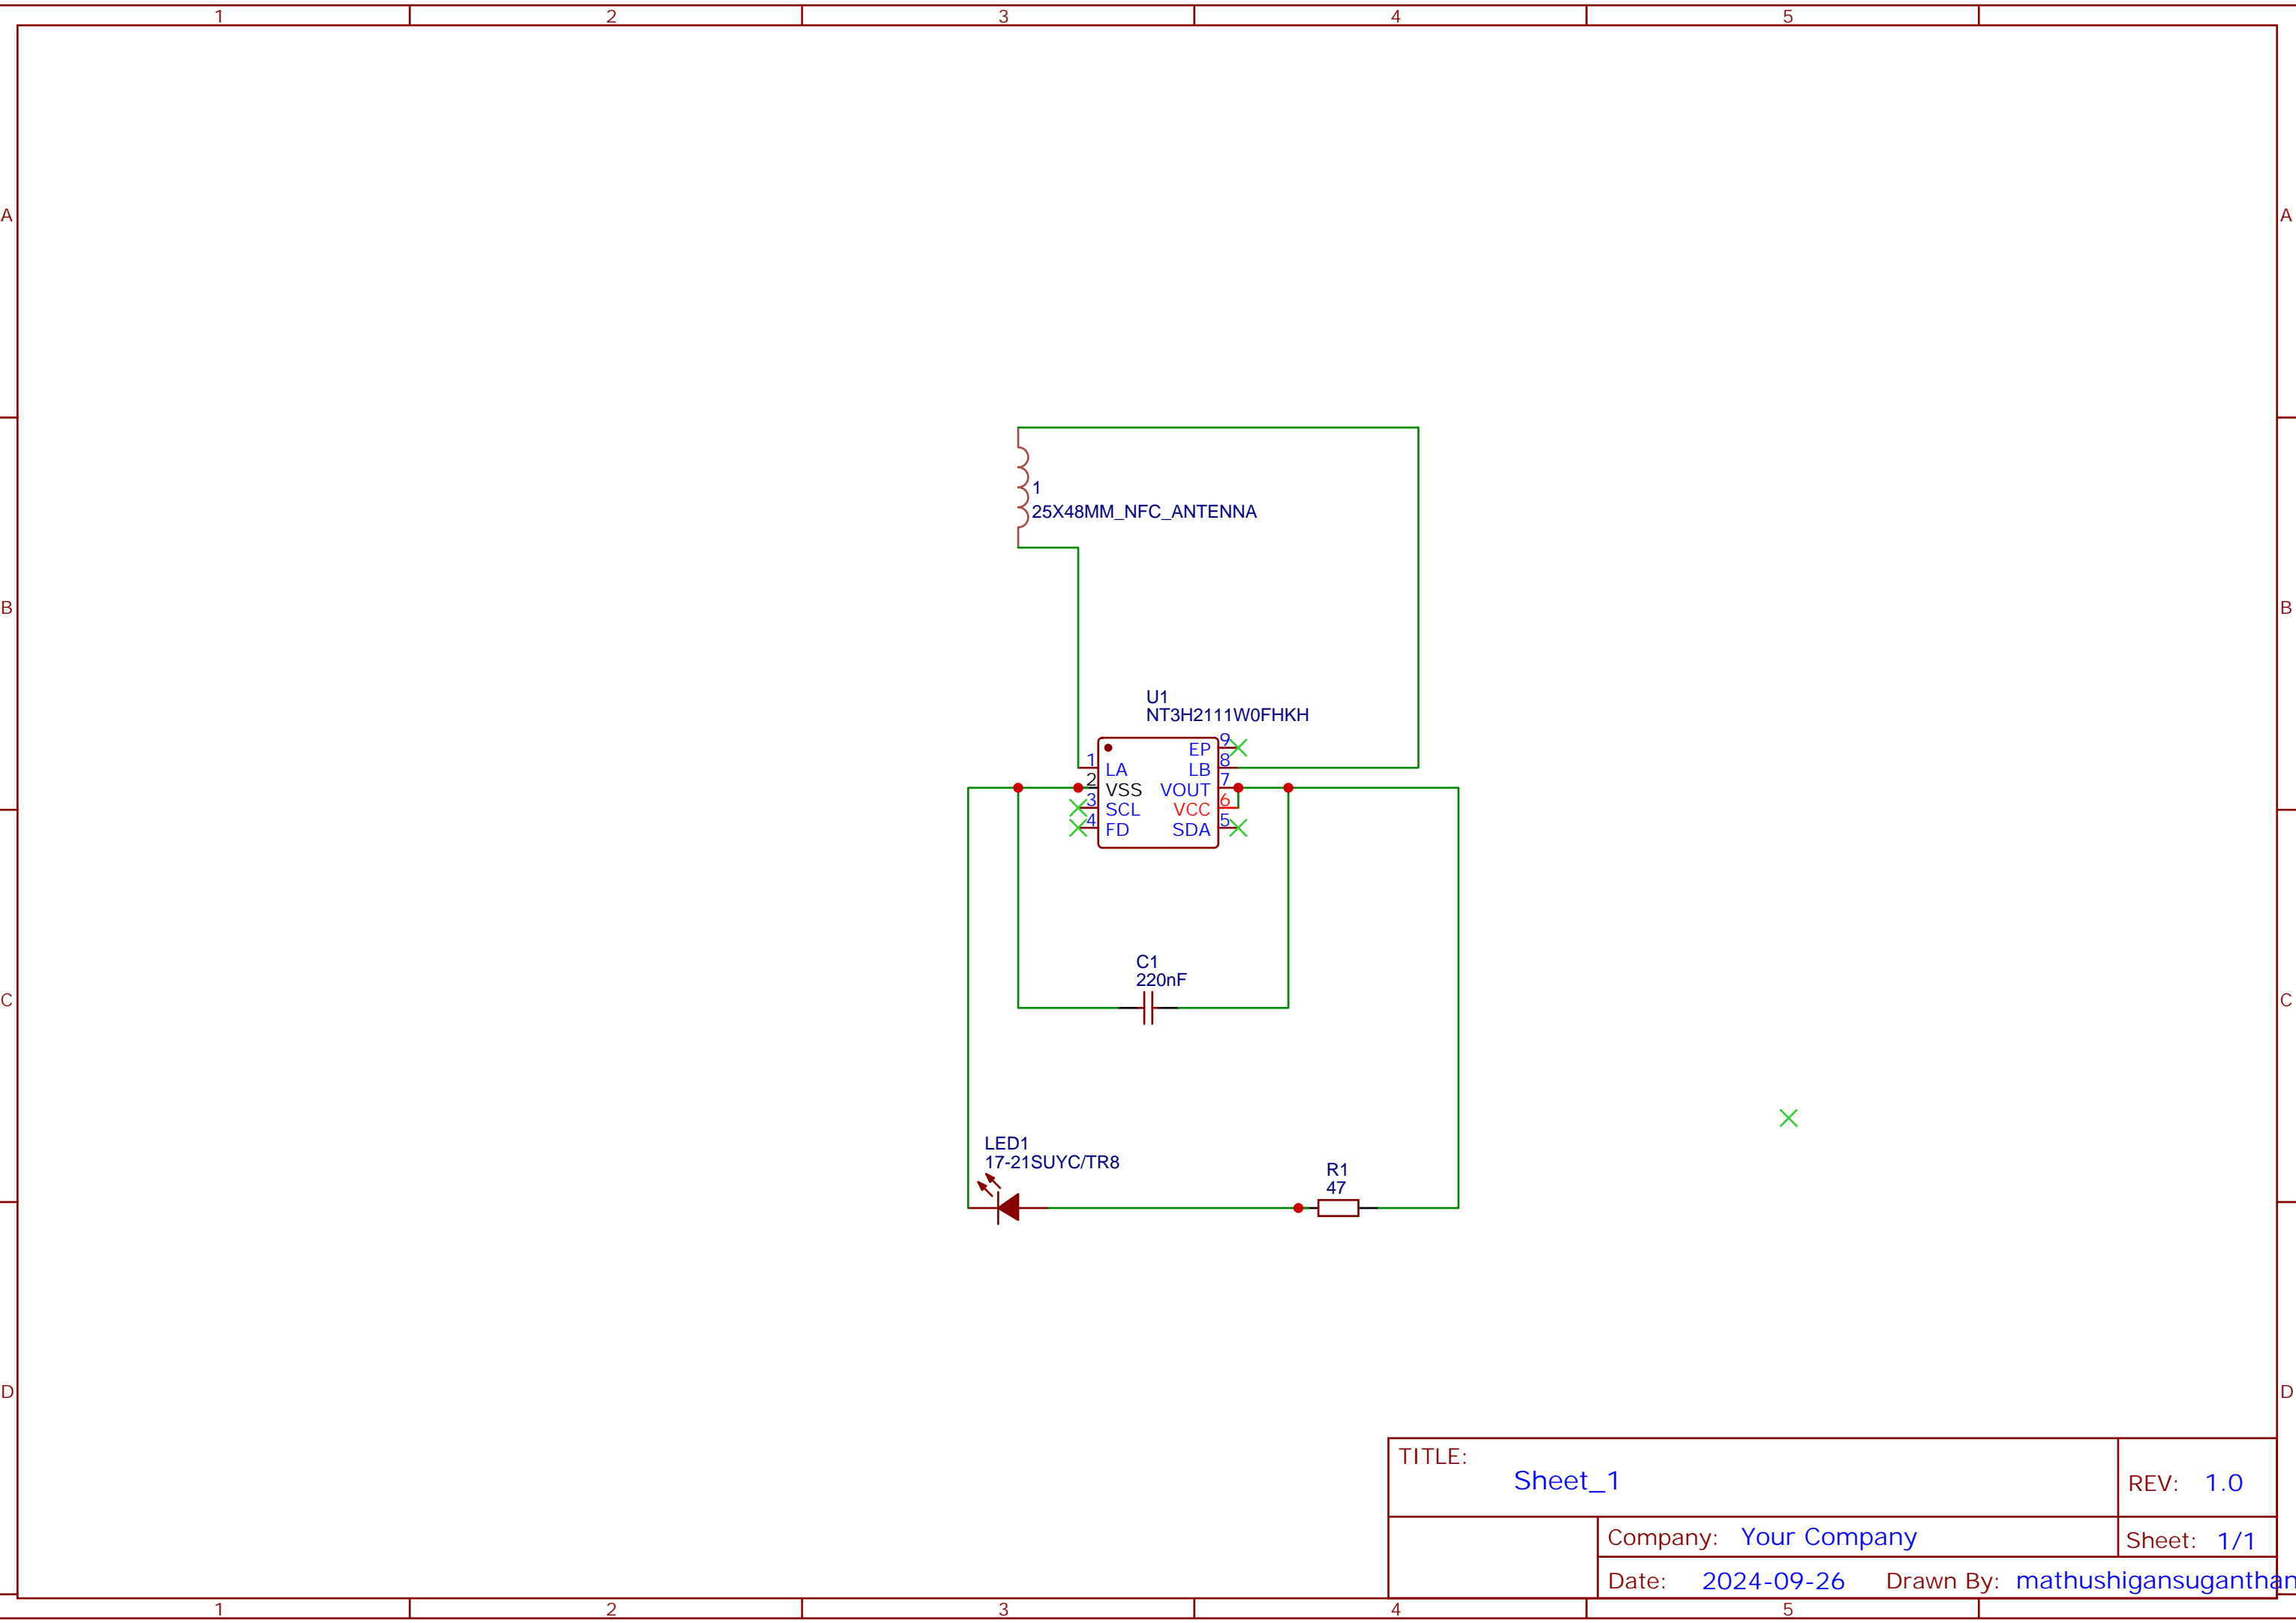 1 2 3 4 5
A A
1
25X48MM_NFC_ANTENNA
B B
U1
NT3H2111W0FHKH
EP 9
1 LA LB 8
2 VSS VOUT 7
3 SCL VCC 6
4 FD SDA 5
C1
220nF
C C
LED1
17-21SUYC/TR8
R1
47
D D
TITLE:
Sheet_1
REV: 1.0
Company: Your Company
Sheet: 1/1
Date: 2024-09-26 Drawn By: mathushigansuganthan
1 2 3 4 5